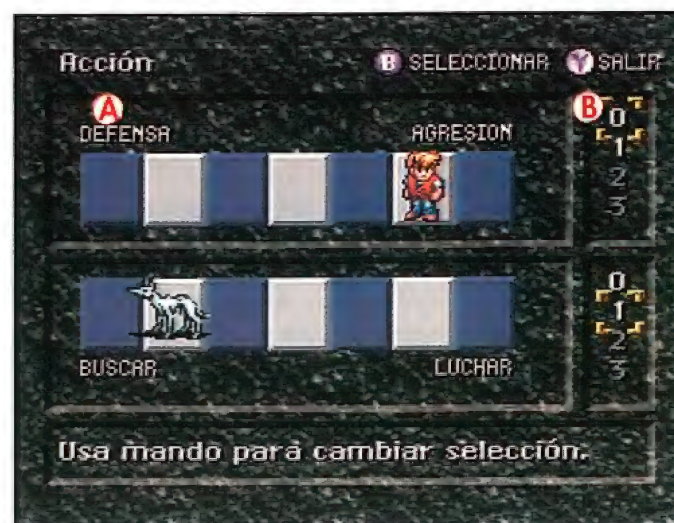 Acción B SELECCIONAR Y SALIR
A B
DEFENSA AGRESION
0
1
2
3
BUSCAR LUCHAR
0
1
2
3
Usa mando para cambiar selección.